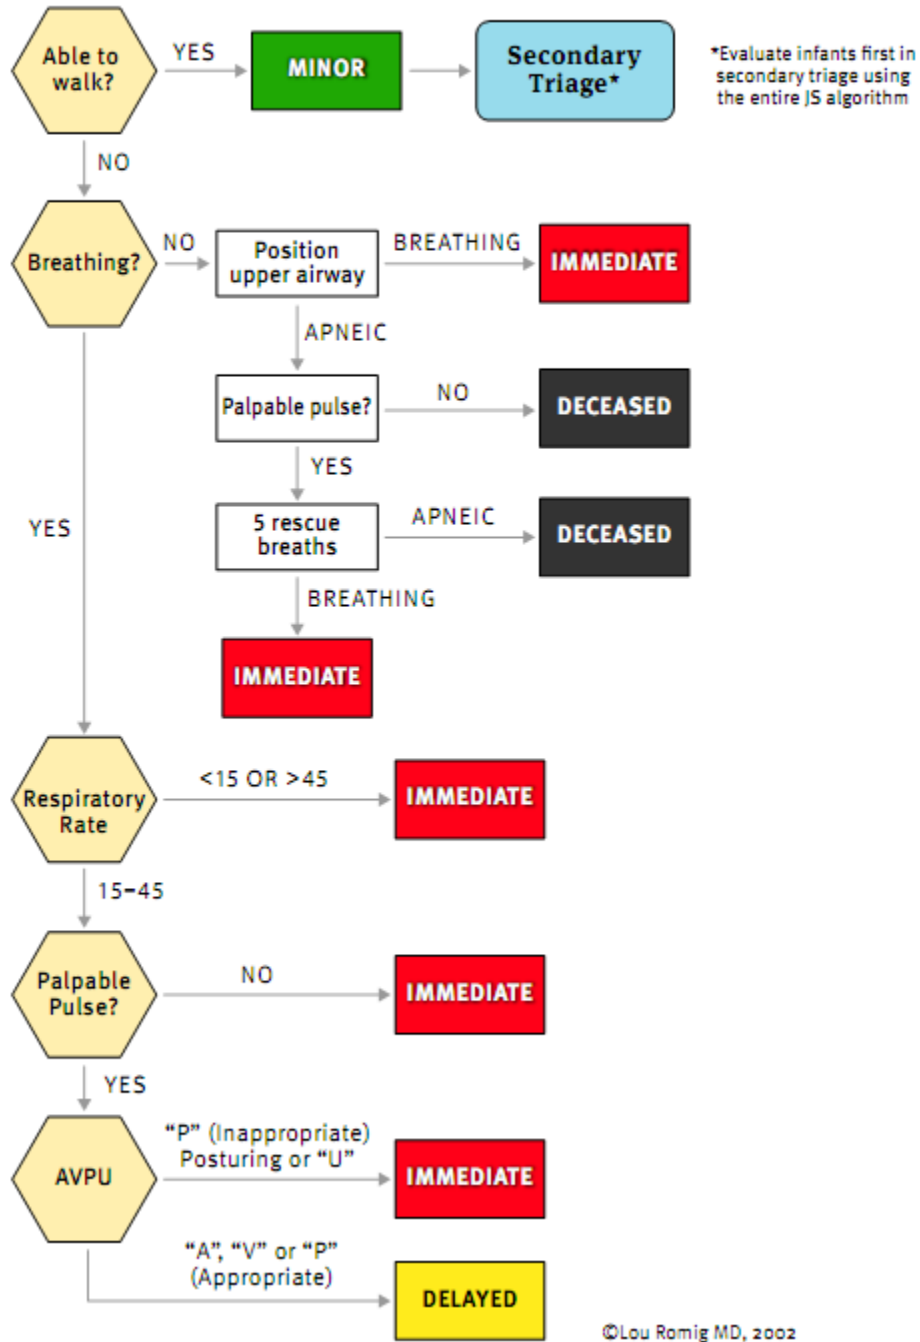 Able to
walk?
YES
MINOR
Secondary
Triage*
*Evaluate infants first in
secondary triage using
the entire JS algorithm
NO
Breathing?
NO
Position
upper airway
BREATHING
IMMEDIATE
APNEIC
Palpable pulse?
NO
DECEASED
YES
5 rescue
breaths
APNEIC
DECEASED
BREATHING
IMMEDIATE
YES
Respiratory
Rate
<15 OR >45
IMMEDIATE
15–45
Palpable
Pulse?
NO
IMMEDIATE
YES
AVPU
“P” (Inappropriate)
Posturing or “U”
IMMEDIATE
“A”, “V” or “P”
(Appropriate)
DELAYED
©Lou Romig MD, 2002